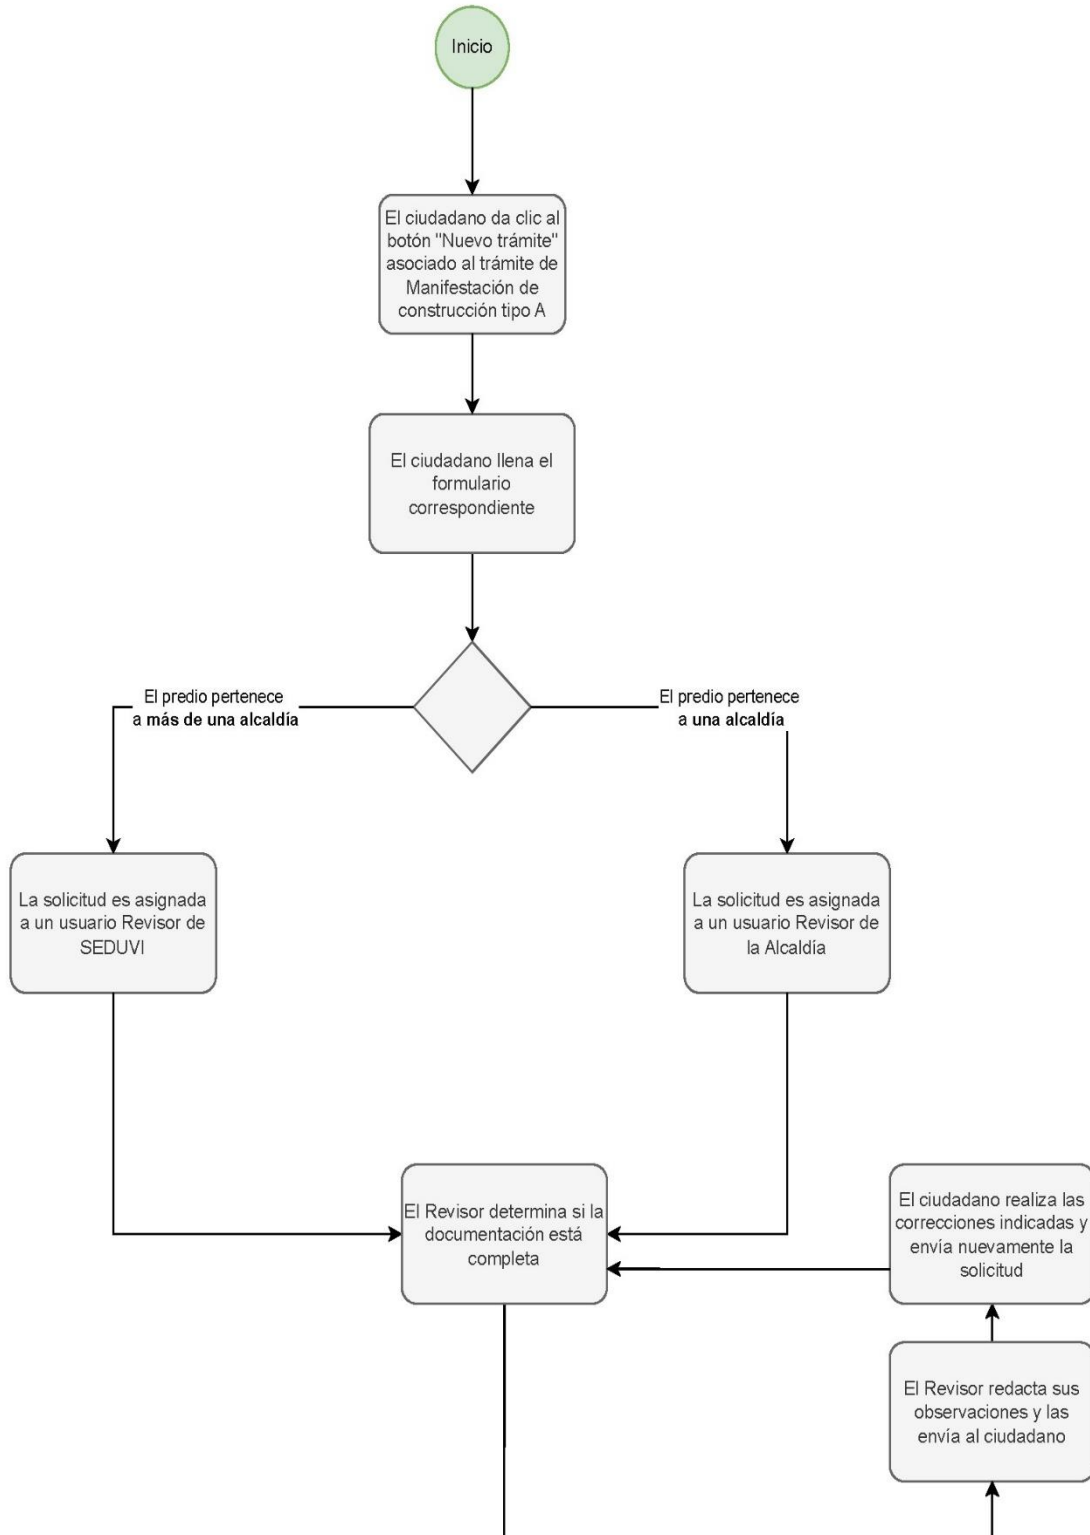 Inicio
El ciudadano da clic al
botón "Nuevo trámite"
asociado al trámite de
Manifestación de
construcción tipo A
El ciudadano llena el
formulario
correspondiente
El predio pertenece
a más de una alcaldía
El predio pertenece
a una alcaldía
La solicitud es asignada
a un usuario Revisor de
SEDUVI
La solicitud es asignada
a un usuario Revisor de
la Alcaldía
El Revisor determina si la
documentación está
completa
El ciudadano realiza las
correcciones indicadas y
envía nuevamente la
solicitud
El Revisor redacta sus
observaciones y las
envía al ciudadano